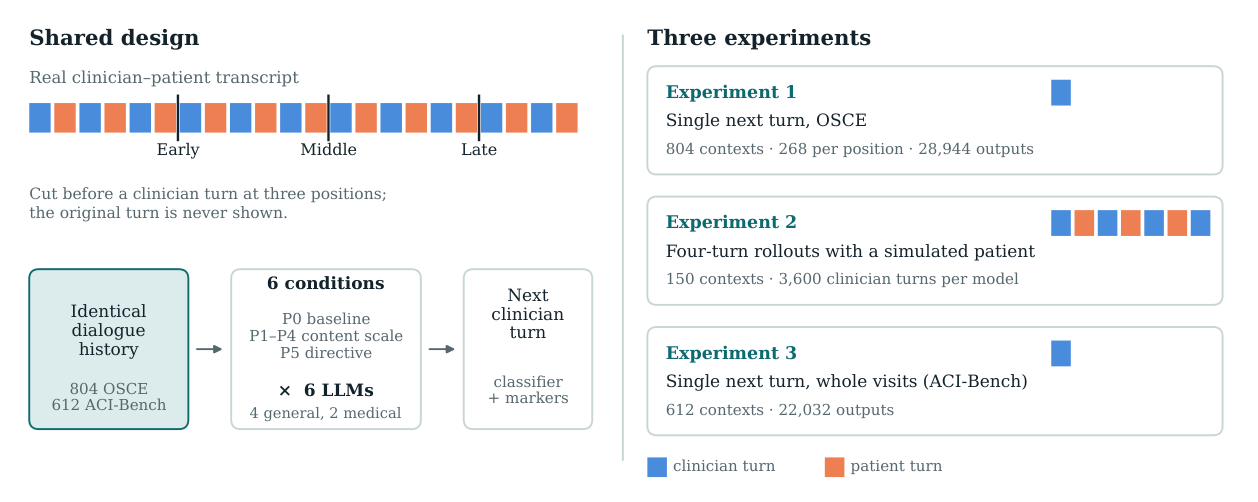 Shared design
Real clinician–patient transcript
Early
Middle
Late
Cut before a clinician turn at three positions;
the original turn is never shown.
Identical
dialogue
history
804 OSCE
612 ACI-Bench
6 conditions
P0 baseline
P1–P4 content scale
P5 directive
× 6 LLMs
4 general, 2 medical
Next
clinician
turn
classifier
+ markers
Three experiments
Experiment 1
Single next turn, OSCE
804 contexts · 268 per position · 28,944 outputs
Experiment 2
Four-turn rollouts with a simulated patient
150 contexts · 3,600 clinician turns per model
Experiment 3
Single next turn, whole visits (ACI-Bench)
612 contexts · 22,032 outputs
clinician turn
patient turn